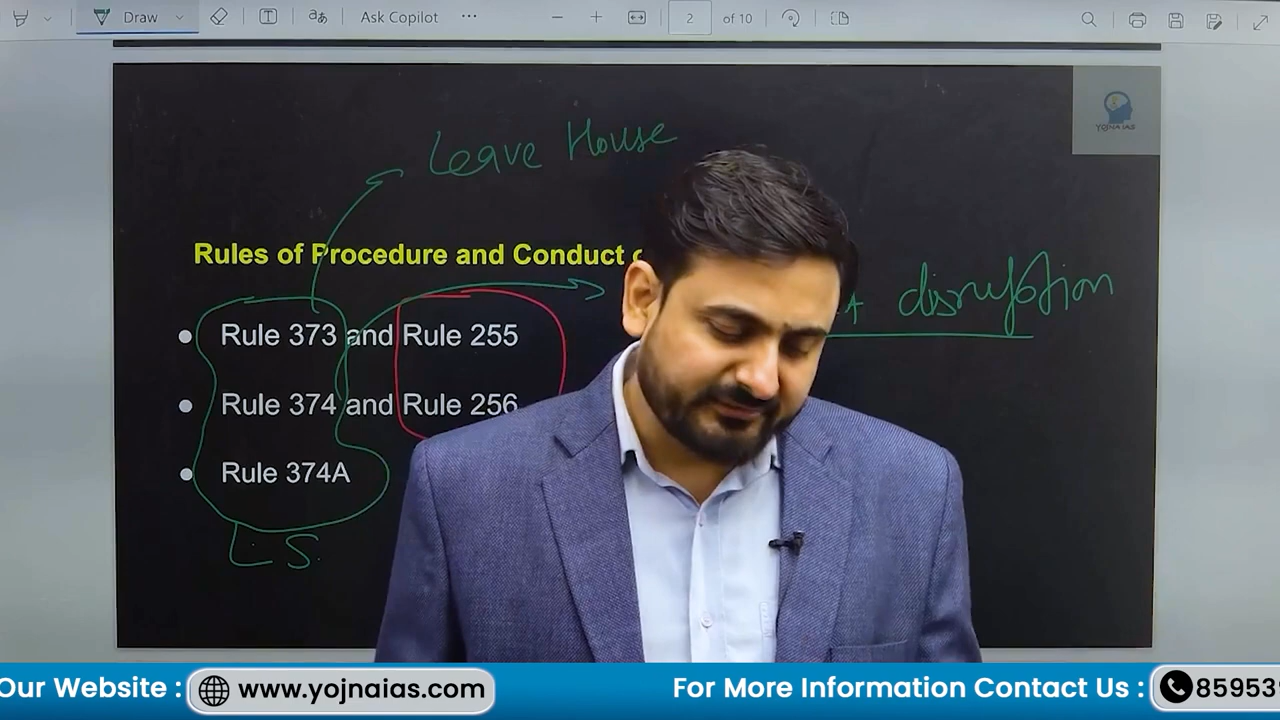 Draw
Ask Copilot
2 of 10
YOJNA IAS
Leave House
Rules of Procedure and Conduct
disruption
Rule 373 and Rule 255
Rule 374 and Rule 256
Rule 374A
L.S.
Our Website : www.yojnaias.com For More Information Contact Us : 85953